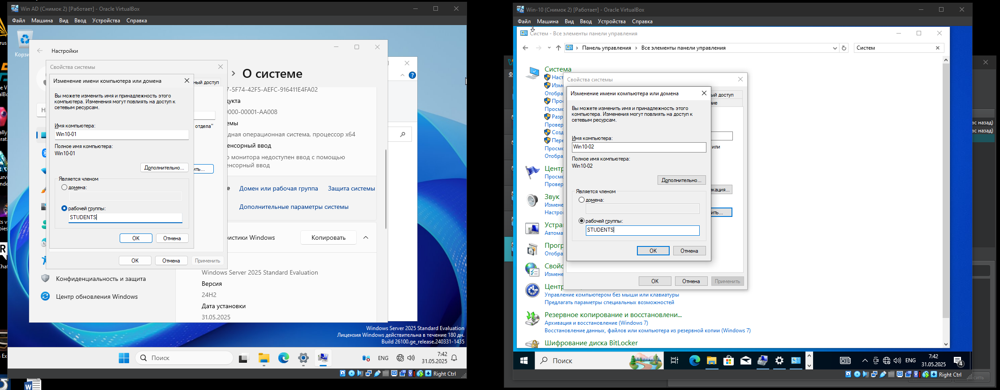 Win AD (Снимок 2) [Работает] - Oracle VirtualBox
Файл Машина Вид Ввод Устройства Справка
Настройки
Свойства системы
Изменение имени компьютера или домена
ный доступ
О системе
Вы можете изменить имя и принадлежность этого
компьютера. Изменения могут повлиять на доступ к
сетевым ресурсам.
7-5F74-42F5-AEFC-916411E4FA02
дукта
0000-00001-AA008
Имя компьютера:
Win10-01
отдела"
емы
дная операционная система, процессор x64
енсорный ввод
Полное имя компьютера:
Win10-01
о монитора недоступен ввод с помощью
енсорный ввод
Дополнительно...
ить...
Является членом
домена:
е
Домен или рабочая группа
Защита системы
рабочей группы:
STUDENTS
Дополнительные параметры системы
OK
Отмена
ристики Windows
Копировать
OK
Отмена
Применить
Windows Server 2025 Standard Evaluation
Версия
24H2
Дата установки
31.05.2025
Конфиденциальность и защита
Центр обновления Windows
Windows Server 2025 Standard Evaluation
Лицензия Windows действительна в течение 180 дн.
Build 26100.ge_release.240331-1435
Поиск
ENG
7:42
31.05.2025
Right Ctrl
Win-10 (Снимок 2) [Работает] - Oracle VirtualBox
Файл Машина Вид Ввод Устройства Справка
Систем - Все элементы панели управления
Панель управления
Все элементы панели управления
Систем
Система
Наст
Изме
Отобра
Прос
Просмо
Разр
Провер
Созд
Пере
Просмо
Отобра
Центр
Просмо
Провер
Звук
Измене
Настро
Устра
Автома
Прогр
Отобра
Свойс
Измене
Центр
Управление компьютером без мыши или клавиатуры
Предлагать параметры специальных возможностей
Резервное копирование и восстановлени...
Архивация и восстановление (Windows 7)
Восстановление данных, файлов или компьютера из резервной копии (Windows 7)
Шифрование диска BitLocker
Свойства системы
ый доступ
ние
Изменение имени компьютера или домена
Вы можете изменить имя и принадлежность этого
компьютера. Изменения могут повлиять на доступ к
сетевым ресурсам.
Имя компьютера:
Win10-02
или
Полное имя компьютера:
Win10-02
Дополнительно...
Является членом
домена:
икация...
рабочей группы:
STUDENTS
ить...
OK
Отмена
OK
Отмена
Применить
ас назад)
ас назад)
Поиск
ENG
7:42
31.05.2025
4
Right Ctrl